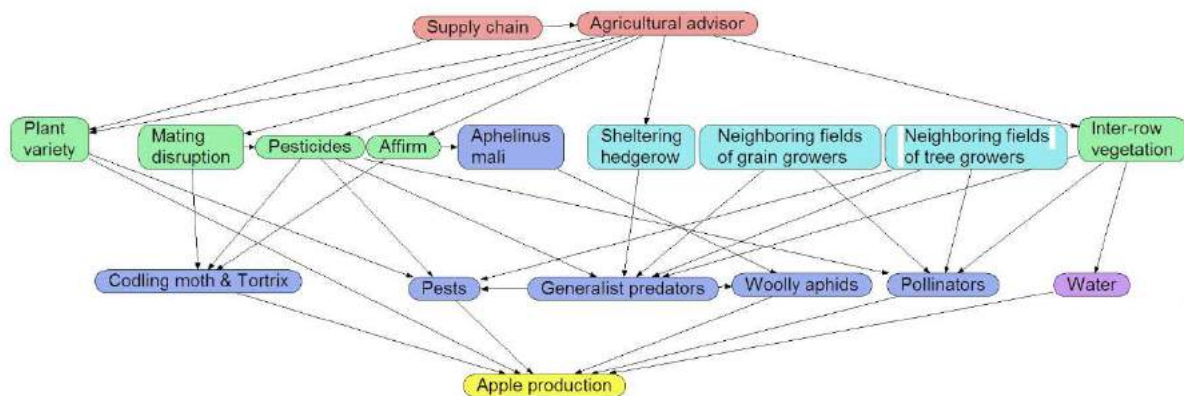 Supply chain
Agricultural advisor
Plant
variety
Mating
disruption
Pesticides
Affirm
Aphelinus
mali
Sheltering
hedgerow
Neighboring fields
of grain growers
Neighboring fields
of tree growers
Inter-row
vegetation
Codling moth & Tortrix
Pests
Generalist predators
Woolly aphids
Pollinators
Water
Apple production